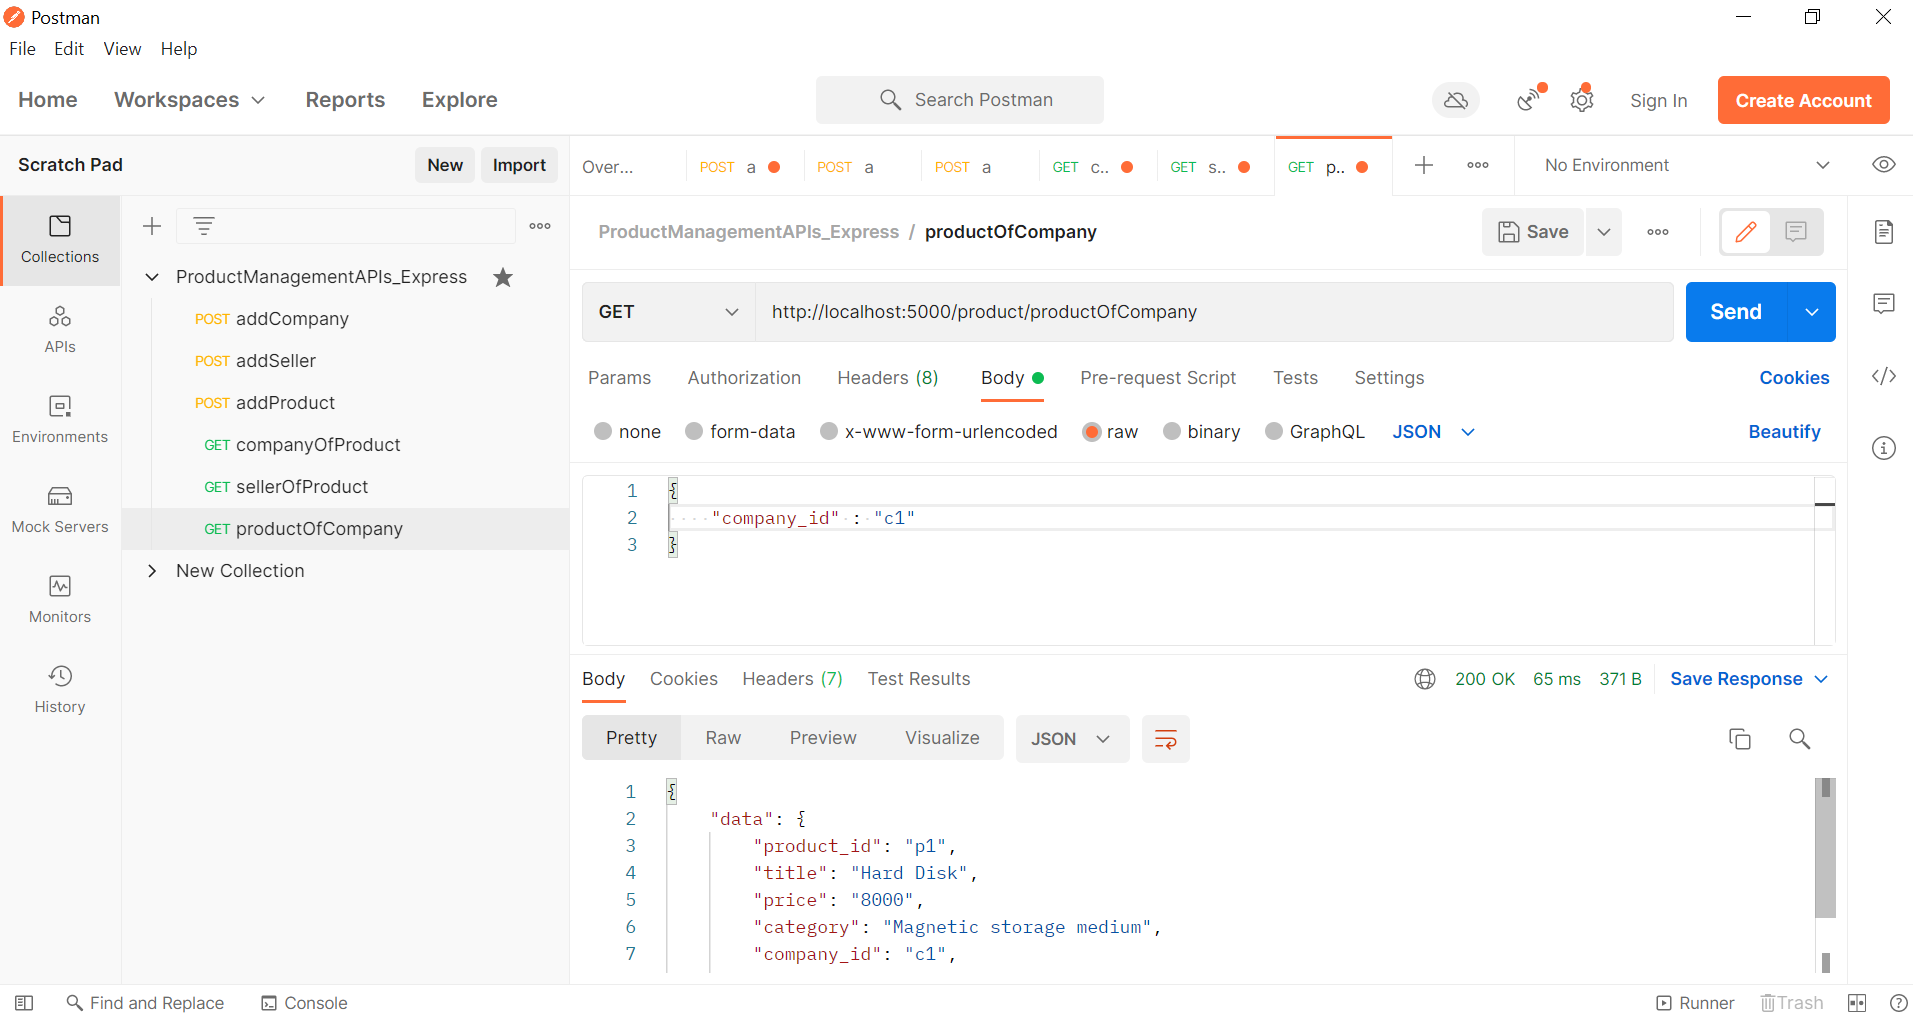 Postman
File Edit View Help
Home Workspaces Reports Explore Search Postman Sign In Create Account
Scratch Pad New Import
Over... POST a POST a POST a GET c.. GET s.. GET p.. No Environment
Collections
APIs
Environments
Mock Servers
Monitors
History
ProductManagementAPIs_Express
POST addCompany
POST addSeller
POST addProduct
GET companyOfProduct
GET sellerOfProduct
GET productOfCompany
New Collection
ProductManagementAPIs_Express / productOfCompany Save
GET http://localhost:5000/product/productOfCompany Send
Params Authorization Headers (8) Body Pre-request Script Tests Settings Cookies
none form-data x-www-form-urlencoded raw binary GraphQL JSON Beautify
1 {
2 "company_id" : "c1"
3 }
Body Cookies Headers (7) Test Results 200 OK 65 ms 371 B Save Response
Pretty Raw Preview Visualize JSON
1 {
2 "data": {
3 "product_id": "p1",
4 "title": "Hard Disk",
5 "price": "8000",
6 "category": "Magnetic storage medium",
7 "company_id": "c1",
Find and Replace Console Runner Trash